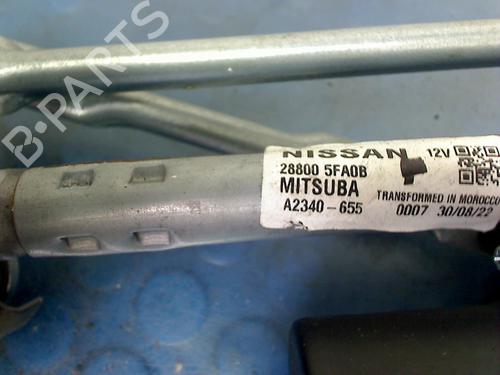 B-PARTS
NISSAN 12V
28800 5FA0B
MITSUBA
A2340-655
TRANSFORMED IN MOROCCO
0007 30/08/22